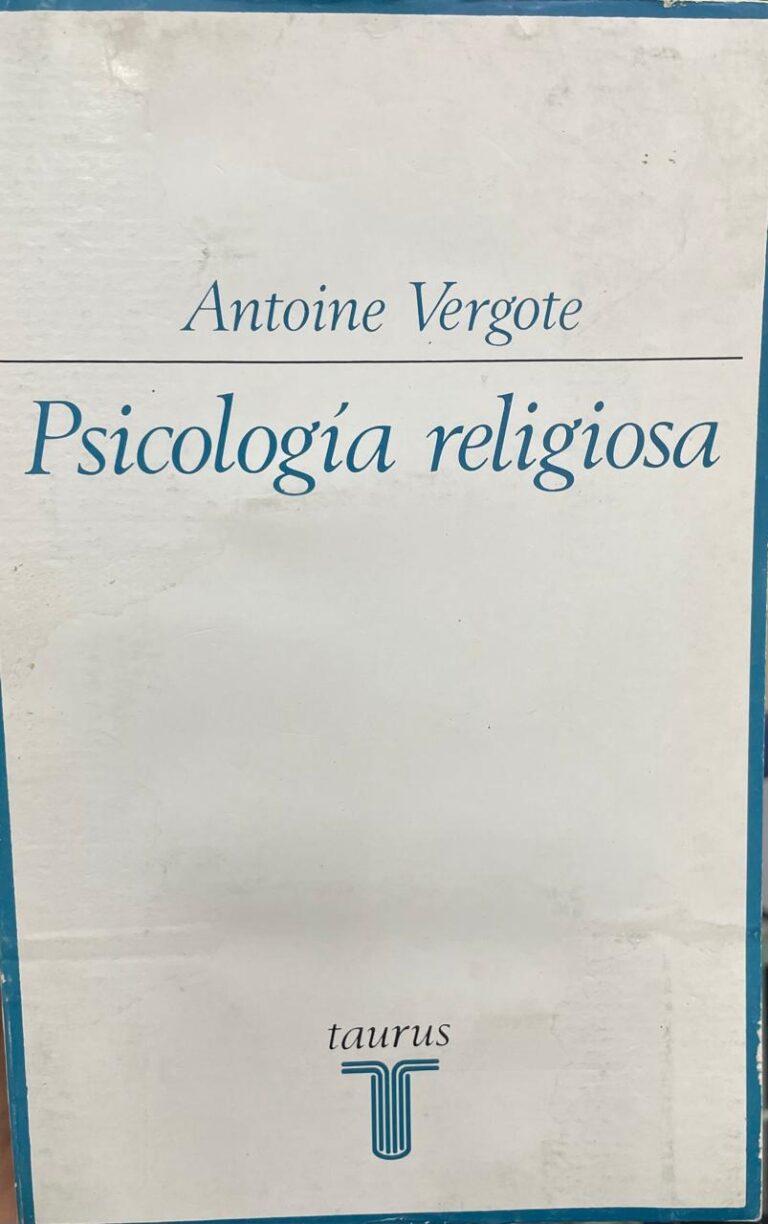 Antoine Vergote
Psicología religiosa
taurus